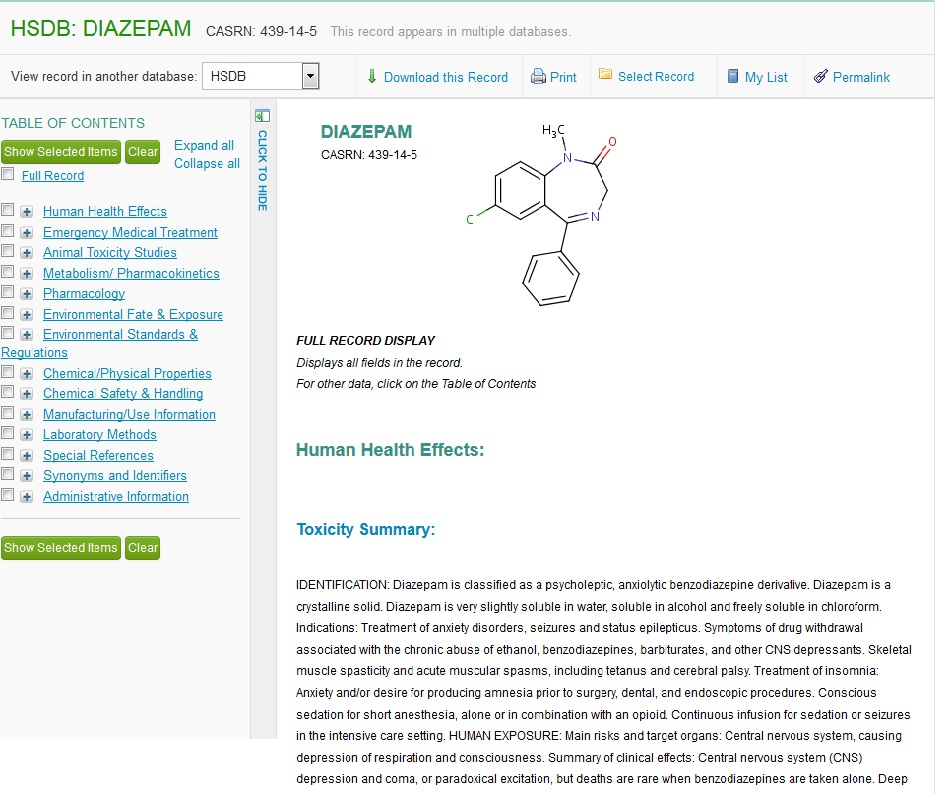 HSDB: DIAZEPAM CASRN: 439-14-5 This record appears in multiple databases.
View record in another database: HSDB Download this Record Print Select Record My List Permalink
TABLE OF CONTENTS
Show Selected Items Clear Expand all
Collapse all
Full Record
Human Health Effects
Emergency Medical Treatment
Animal Toxicity Studies
Metabolism/ Pharmacokinetics
Pharmacology
Environmental Fate & Exposure
Environmental Standards &
Regulations
Chemical/Physical Properties
Chemical Safety & Handling
Manufacturing/Use Information
Laboratory Methods
Special References
Synonyms and Identifiers
Administrative Information
Show Selected Items Clear
CLICK TO HIDE
DIAZEPAM
CASRN: 439-14-5
H3C
O
N
N
C
FULL RECORD DISPLAY
Displays all fields in the record.
For other data, click on the Table of Contents
Human Health Effects:
Toxicity Summary:
IDENTIFICATION: Diazepam is classified as a psycholeptic, anxiolytic benzodiazepine derivative. Diazepam is a
crystalline solid. Diazepam is very slightly soluble in water, soluble in alcohol and freely soluble in chloroform.
Indications: Treatment of anxiety disorders, seizures and status epilepticus. Symptoms of drug withdrawal
associated with the chronic abuse of ethanol, benzodiazepines, barbiturates, and other CNS depressants. Skeletal
muscle spasticity and acute muscular spasms, including tetanus and cerebral palsy. Treatment of insomnia:
Anxiety and/or desire for producing amnesia prior to surgery, dental, and endoscopic procedures. Conscious
sedation for short anesthesia, alone or in combination with an opioid. Continuous infusion for sedation or seizures
in the intensive care setting. HUMAN EXPOSURE: Main risks and target organs: Central nervous system, causing
depression of respiration and consciousness. Summary of clinical effects: Central nervous system (CNS)
depression and coma, or paradoxical excitation, but deaths are rare when benzodiazepines are taken alone. Deep